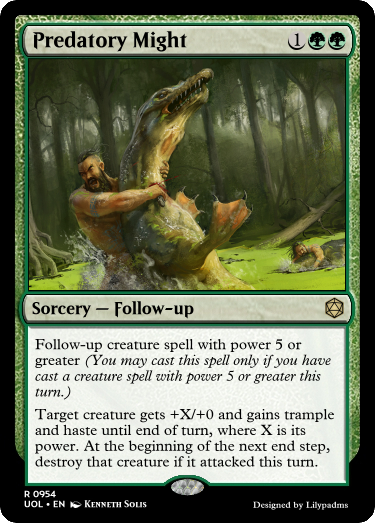 Predatory Might 1
Sorcery — Follow-up
Follow-up creature spell with power 5 or
greater (You may cast this spell only if you have
cast a creature spell with power 5 or greater this
turn.)
Target creature gets +X/+0 and gains trample
and haste until end of turn, where X is its
power. At the beginning of the next end step,
destroy that creature if it attacked this turn.
R 0954
UOL • EN Kenneth Solis
Designed by Lilypadms